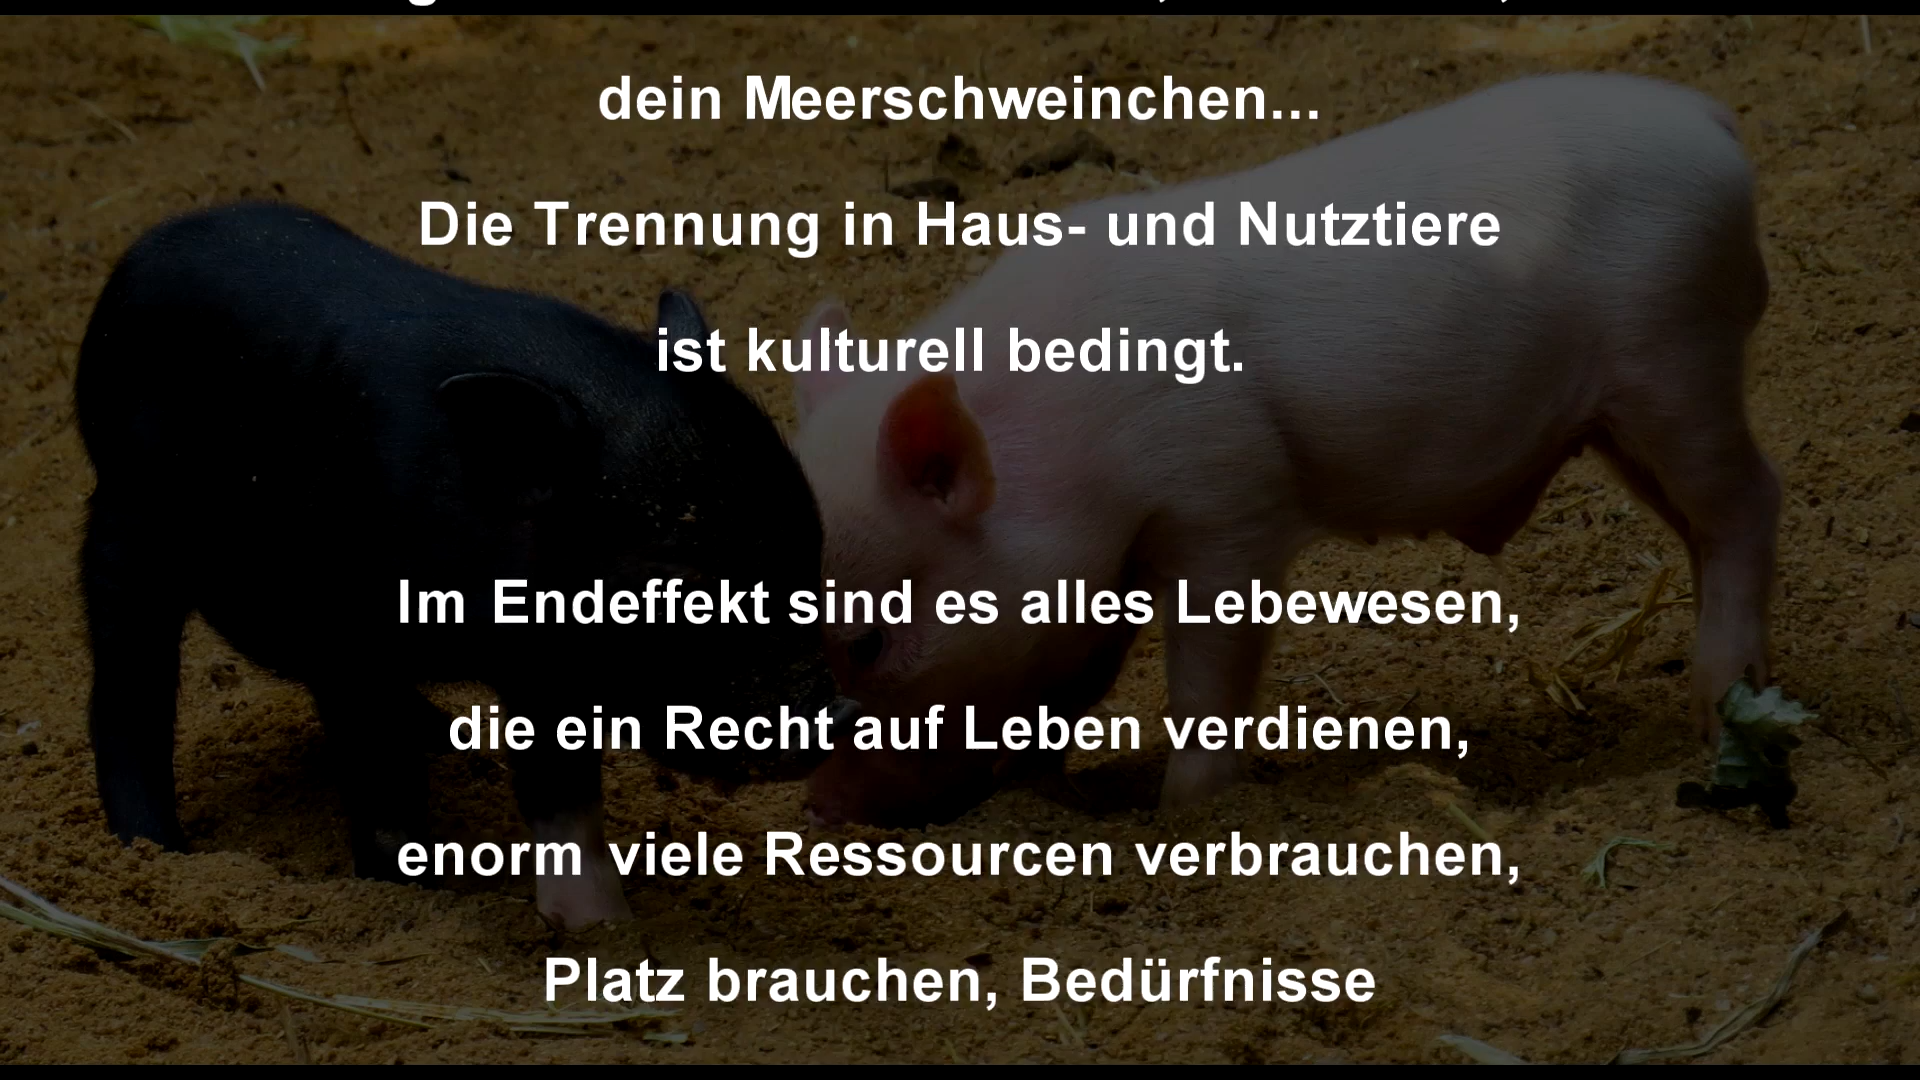 dein Meerschweinchen...
Die Trennung in Haus- und Nutztiere
ist kulturell bedingt.
Im Endeffekt sind es alles Lebewesen,
die ein Recht auf Leben verdienen,
enorm viele Ressourcen verbrauchen,
Platz brauchen, Bedürfnisse